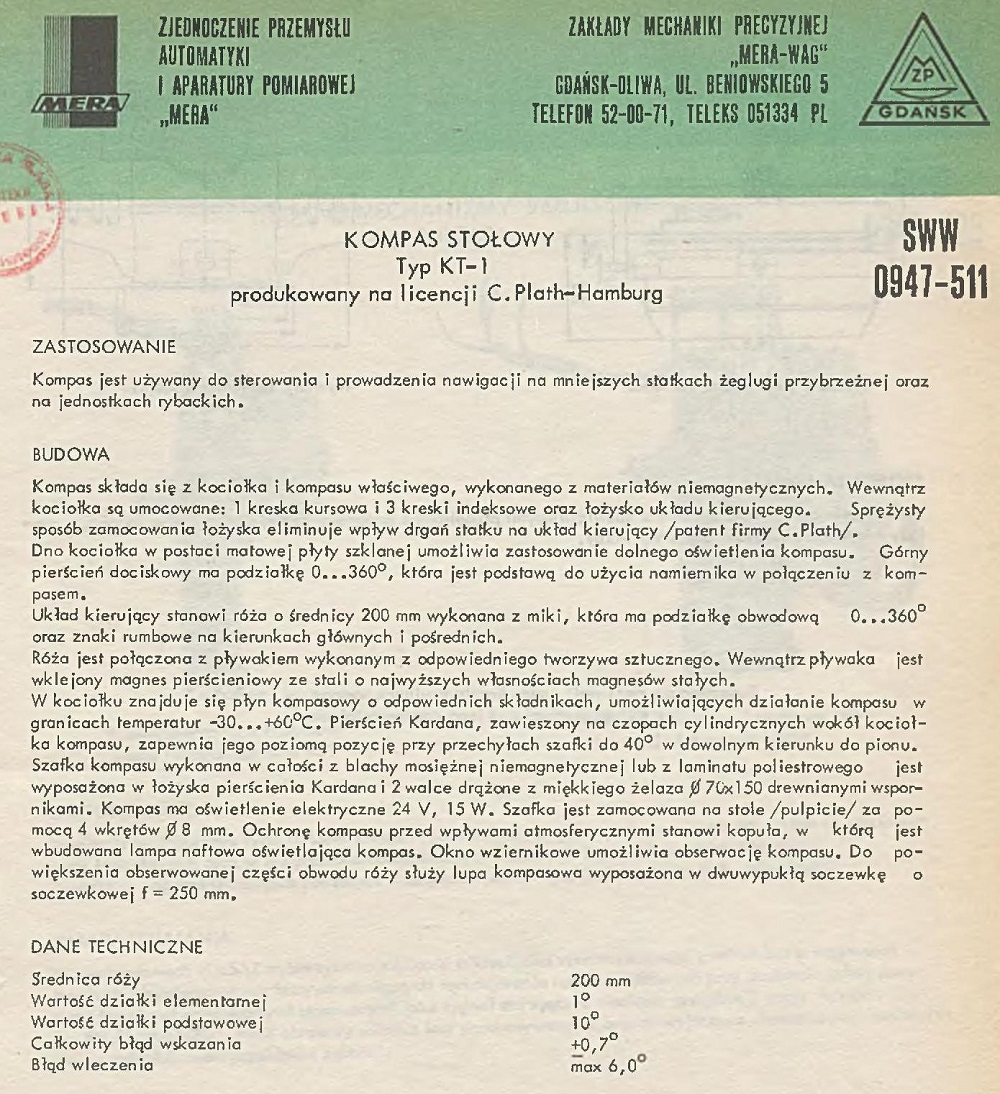 MERA
ZJEDNOCZENIE PRZEMYSŁU
AUTOMATYKI
I APARATURY POMIAROWEJ
„MERA"
ZAKŁADY MECHANIKI PRECYZYJNEJ
„MERA-WAG"
GDAŃSK-OLIWA, UL. BENIOWSKIEGO 5
TELEFON 52-00-71, TELEKS 051334 PL
ZP
GDAŃSK
KOMPAS STOŁOWY
Typ KT-1
produkowany na licencji C.Plath-Hamburg
SWW
0947-511
ZASTOSOWANIE
Kompas jest używany do sterowania i prowadzenia nawigacji na mniejszych statkach żeglugi przybrzeżnej oraz
na jednostkach rybackich.
BUDOWA
Kompas składa się z kociołka i kompasu właściwego, wykonanego z materiałów niemagnetycznych. Wewnątrz
kociołka są umocowane: 1 kreska kursowa i 3 kreski indeksowe oraz łożysko układu kierującego. Sprężysty
sposób zamocowania łożyska eliminuje wpływ drgań statku na układ kierujący /patent firmy C.Plath/.
Dno kociołka w postaci matowej płyty szklanej umożliwia zastosowanie dolnego oświetlenia kompasu. Górny
pierścień dociskowy ma podziałkę 0...360°, która jest podstawą do użycia namiernika w połączeniu z kom-
pasem.
Układ kierujący stanowi róża o średnicy 200 mm wykonana z miki, która ma podziałkę obwodową 0...360°
oraz znaki rumbowe na kierunkach głównych i pośrednich.
Róża jest połączona z pływakiem wykonanym z odpowiedniego tworzywa sztucznego. Wewnątrz pływaka jest
wklejony magnes pierścieniowy ze stali o najwyższych własnościach magnesów stałych.
W kociołku znajduje się płyn kompasowy o odpowiednich składnikach, umożliwiających działanie kompasu w
granicach temperatur -30...+60°C. Pierścień Kardana, zawieszony na czopach cylindrycznych wokół kocioł-
ka kompasu, zapewnia jego poziomą pozycję przy przechyłach szafki do 40° w dowolnym kierunku do pionu.
Szafka kompasu wykonana w całości z blachy mosiężnej niemagnetycznej lub z laminatu poliestrowego jest
wyposażona w łożyska pierścienia Kardana i 2 walce drążone z miękkiego żelaza Ø 70x150 drewnianymi wspor-
nikami. Kompas ma oświetlenie elektryczne 24 V, 15 W. Szafka jest zamocowana na stole /pulpicie/ za po-
mocą 4 wkrętów Ø 8 mm. Ochronę kompasu przed wpływami atmosferycznymi stanowi kopuła, w którą jest
wbudowana lampa naftowa oświetlająca kompas. Okno wziernikowe umożliwia obserwację kompasu. Do po-
większenia obserwowanej części obwodu róży służy lupa kompasowa wyposażona w dwuwypukłą soczewkę o
soczewkowej f = 250 mm.
DANE TECHNICZNE
Średnica róży 200 mm
Wartość działki elementarnej 1°
Wartość działki podstawowej 10°
Całkowity błąd wskazania ±0,7°
Błąd wleczenia max 6,0°